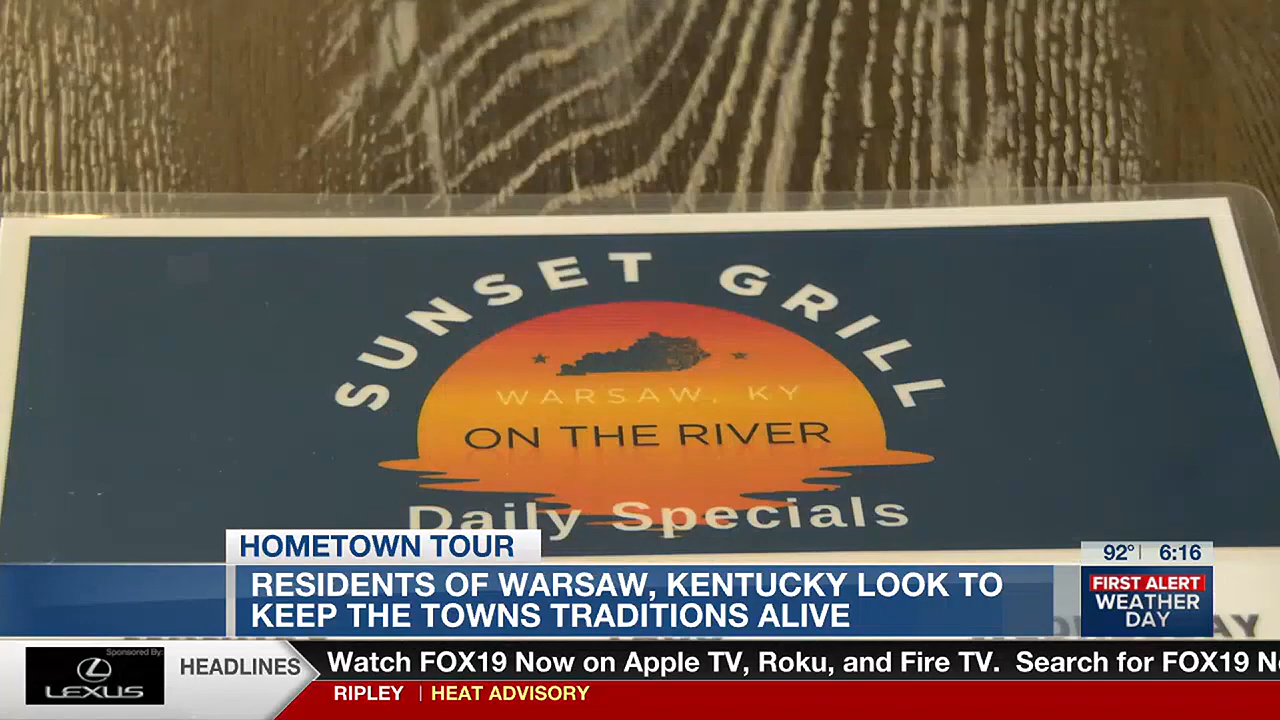 SUNSET GRILL
WARSAW, KY
ON THE RIVER
Daily Specials
HOMETOWN TOUR
RESIDENTS OF WARSAW, KENTUCKY LOOK TO
KEEP THE TOWNS TRADITIONS ALIVE
92° 6:16
FIRST ALERT
WEATHER
DAY
Sponsored By:
LEXUS
HEADLINES
Watch FOX19 Now on Apple TV, Roku, and Fire TV. Search for FOX19
RIPLEY | HEAT ADVISORY